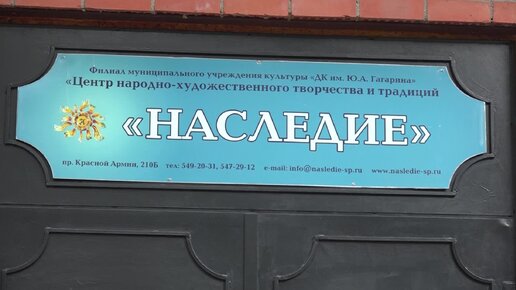 Филиал муниципального учреждения культуры «ДК им. Ю.А. Гагарина»
«Центр народно-художественного творчества и традиций
«НАСЛЕДИЕ»
пр. Красной Армии, 210Б тел: 549-20-31, 547-29-12 e-mail: info@nasledie-sp.ru www.nasledie-sp.ru